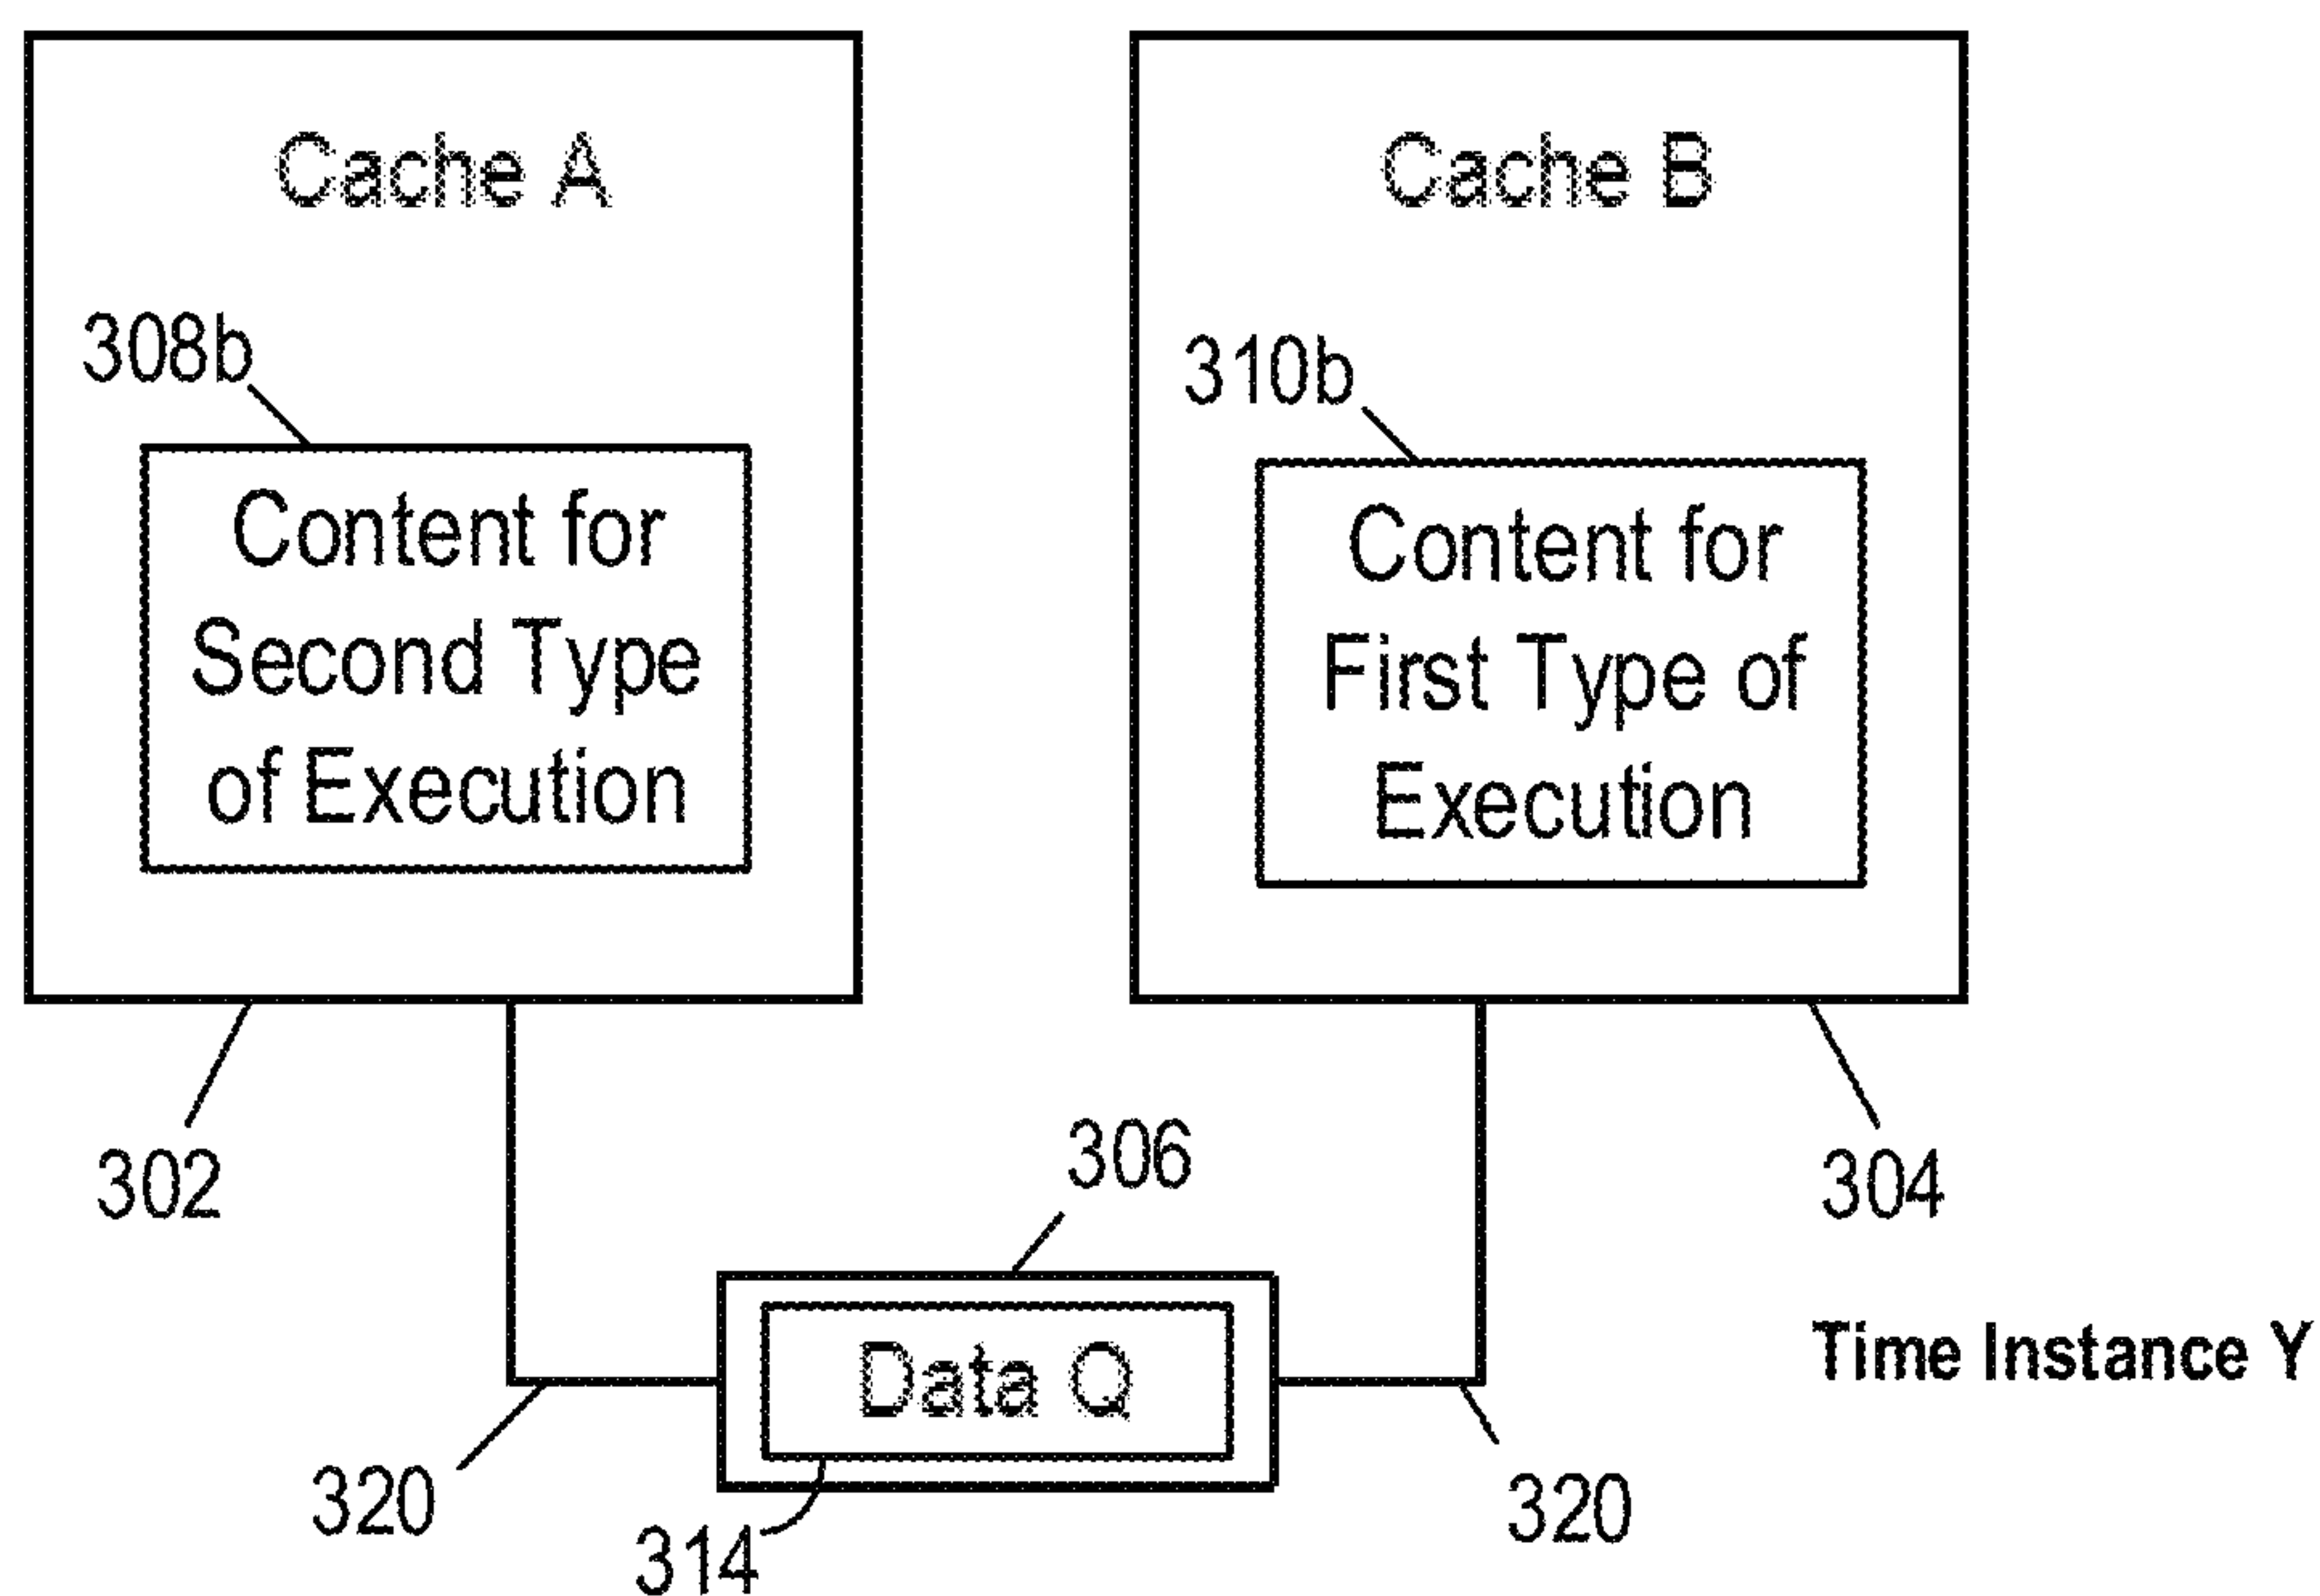 Cache A
Cache B
308b
310b
Content for
Second Type
of Execution
Content for
First Type of
Execution
302
306
304
Time Instance Y
Data Q
320
314
320